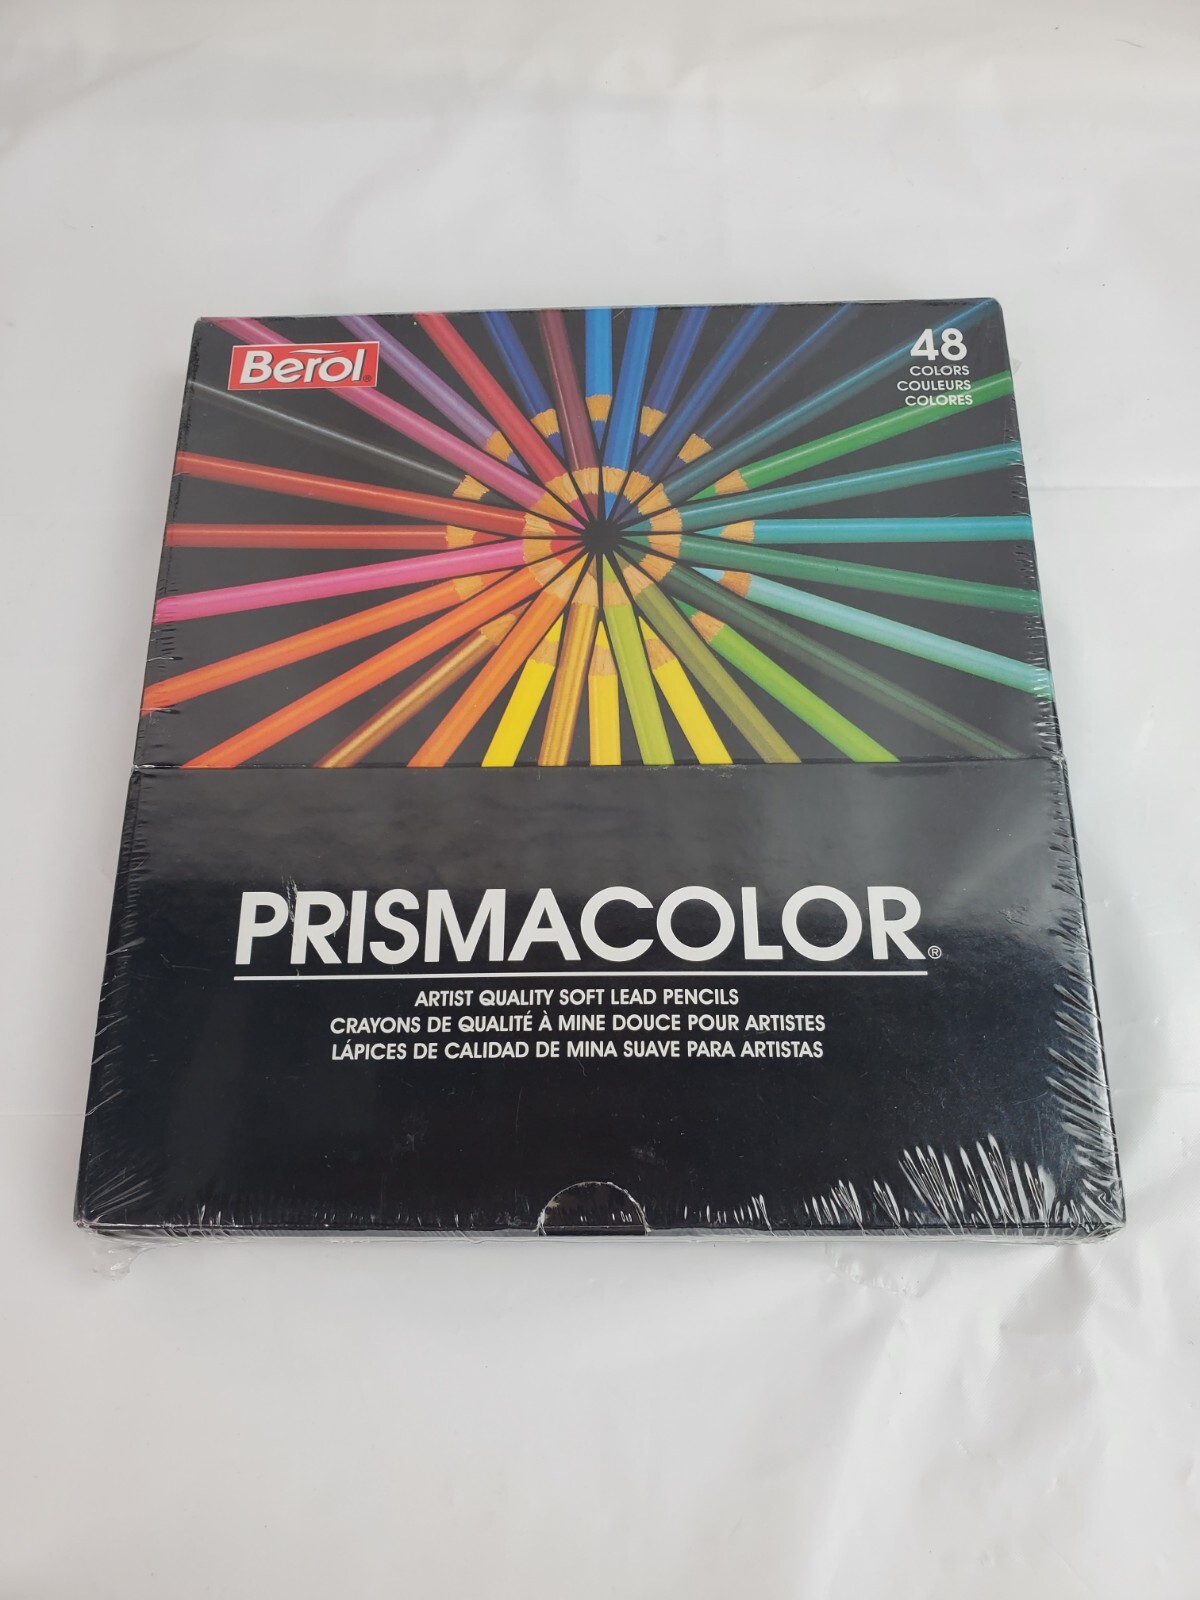 Berol®
48
COLORS
COULEURS
COLORES
PRISMACOLOR®
ARTIST QUALITY SOFT LEAD PENCILS
CRAYONS DE QUALITÉ À MINE DOUCE POUR ARTISTES
LÁPICES DE CALIDAD DE MINA SUAVE PARA ARTISTAS